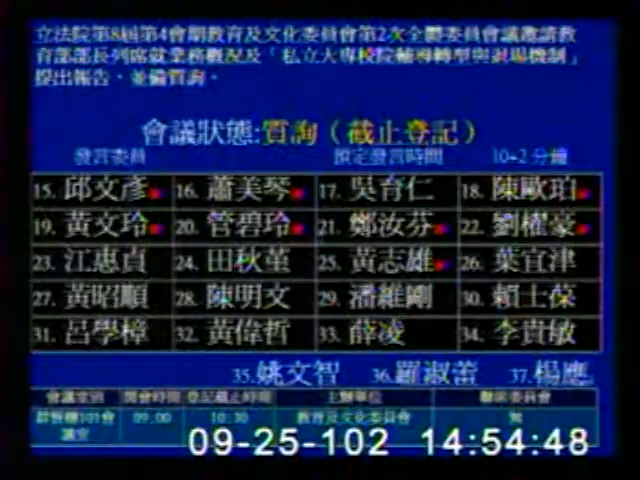 立法院第8屆第4會期教育及文化委員會第2次全體委員會議邀請教
育部部長列席就業務概況及「私立大專校院輔導轉型與退場機制」
提出報告，並備質詢。
會議狀態:質詢（截止登記）
發言委員 預定發言時間 10+2 分鐘
15. 邱文彥 16. 蕭美琴 17. 吳育仁 18. 陳歐珀
19. 黃文玲 20. 管碧玲 21. 鄭汝芬 22. 劉櫂豪
23. 江惠貞 24. 田秋堇 25. 黃志雄 26. 葉宜津
27. 黃昭順 28. 陳明文 29. 潘維剛 30. 賴士葆
31. 呂學樟 32. 黃偉哲 33. 薛凌 34. 李貴敏
35.姚文智 36.羅淑蕾 37.楊應
會議室別 開會時間 登記截止時間 主辦單位 聯席委員會
群賢樓101會議室 09:00 10:30 教育及文化委員會 無
09-25-102 14:54:48